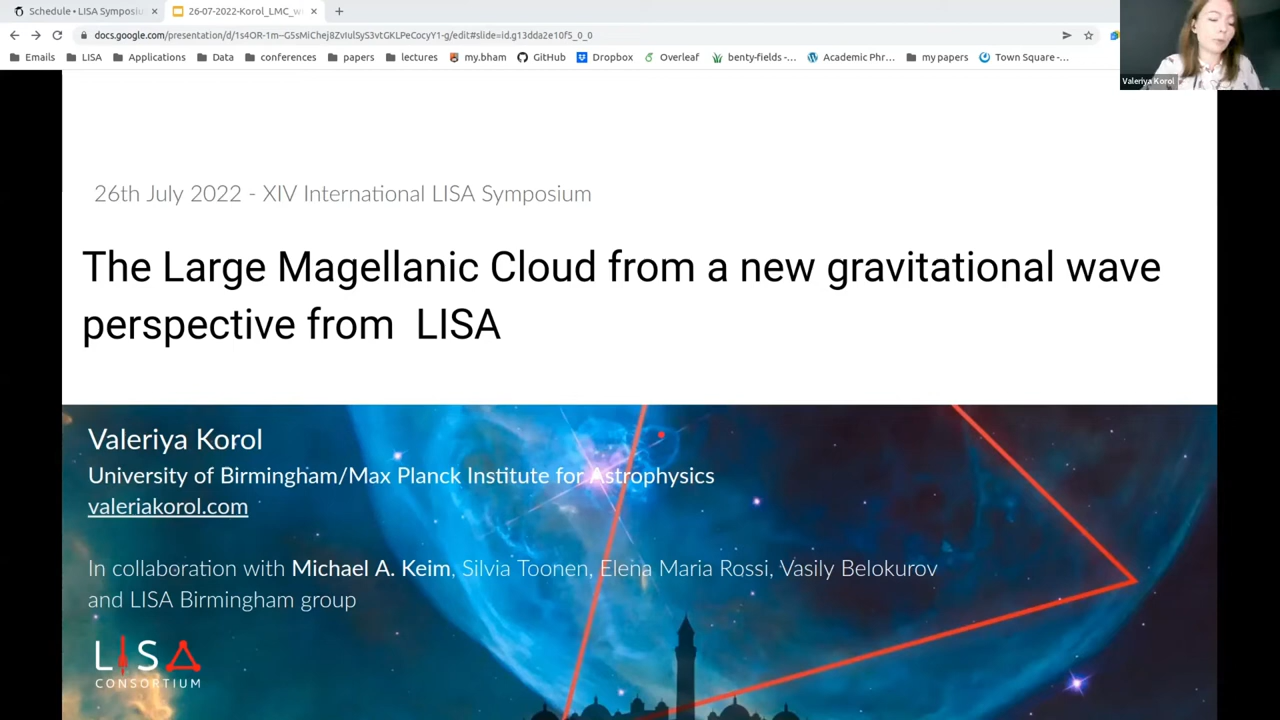 Schedule • LISA Symposiu
26-07-2022-Korol_LMC_wi
docs.google.com/presentation/d/1s4OR-1m--G5sMiChej8ZvIulSyS3vtGKLPeCocyY1-g/edit#slide=id.g13dda2e10f5_0_0
Emails LISA Applications Data conferences papers lectures my.bham GitHub Dropbox Overleaf benty-fields -... Academic Phr... my papers Town Square -...
Valeriya Korol
26th July 2022 - XIV International LISA Symposium
The Large Magellanic Cloud from a new gravitational wave
perspective from LISA
Valeriya Korol
University of Birmingham/Max Planck Institute for Astrophysics
valeriakorol.com
In collaboration with Michael A. Keim, Silvia Toonen, Elena Maria Rossi, Vasily Belokurov
and LISA Birmingham group
LISA
CONSORTIUM